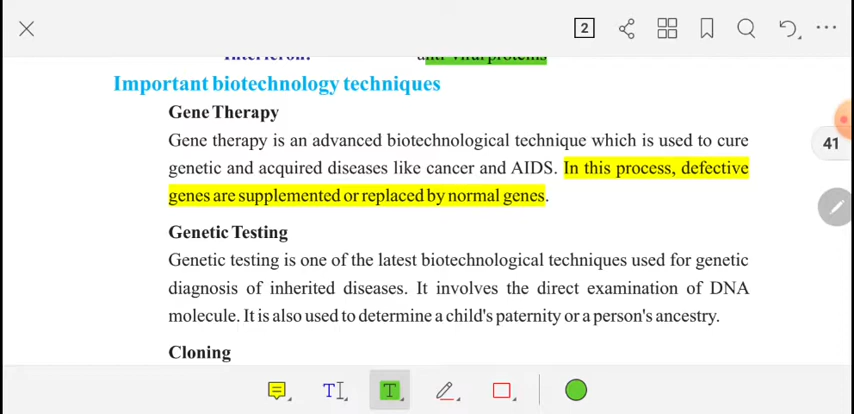 2
Interferon:
anti-viral proteins
Important biotechnology techniques
Gene Therapy
Gene therapy is an advanced biotechnological technique which is used to cure
genetic and acquired diseases like cancer and AIDS. In this process, defective
genes are supplemented or replaced by normal genes.
41
Genetic Testing
Genetic testing is one of the latest biotechnological techniques used for genetic
diagnosis of inherited diseases. It involves the direct examination of DNA
molecule. It is also used to determine a child's paternity or a person's ancestry.
Cloning
T
T